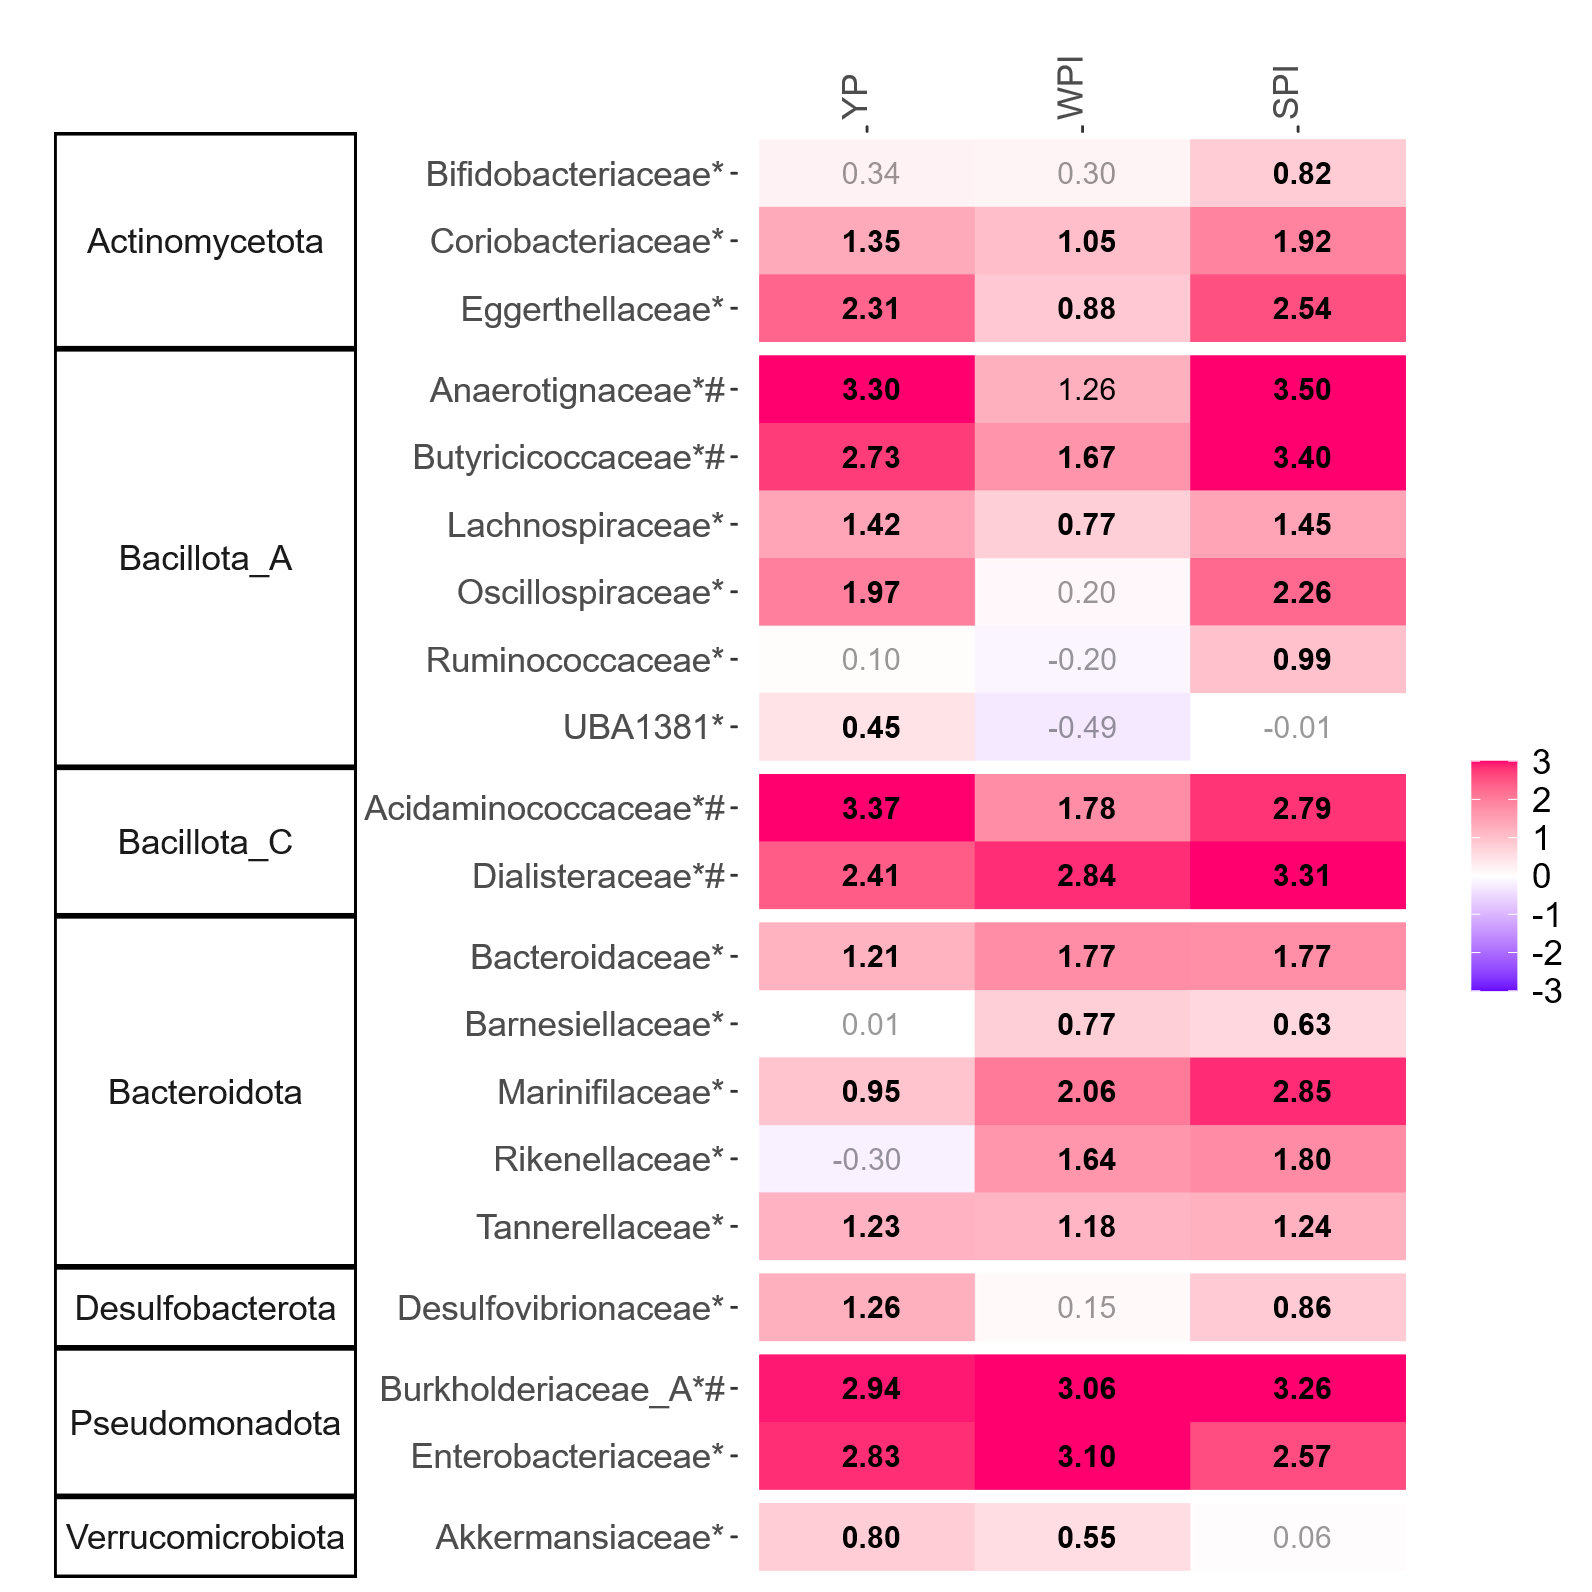 YP WPI SPI
Actinomycetota
Bifidobacteriaceae* 0.34 0.30 0.82
Coriobacteriaceae* 1.35 1.05 1.92
Eggerthellaceae* 2.31 0.88 2.54
Bacillota_A
Anaerotignaceae*# 3.30 1.26 3.50
Butyricicoccaceae*# 2.73 1.67 3.40
Lachnospiraceae* 1.42 0.77 1.45
Oscillospiraceae* 1.97 0.20 2.26
Ruminococcaceae* 0.10 -0.20 0.99
UBA1381* 0.45 -0.49 -0.01
Bacillota_C
Acidaminococcaceae*# 3.37 1.78 2.79
Dialisteraceae*# 2.41 2.84 3.31
Bacteroidota
Bacteroidaceae* 1.21 1.77 1.77
Barnesiellaceae* 0.01 0.77 0.63
Marinifilaceae* 0.95 2.06 2.85
Rikenellaceae* -0.30 1.64 1.80
Tannerellaceae* 1.23 1.18 1.24
Desulfobacterota
Desulfovibrionaceae* 1.26 0.15 0.86
Pseudomonadota
Burkholderiaceae_A*# 2.94 3.06 3.26
Enterobacteriaceae* 2.83 3.10 2.57
Verrucomicrobiota
Akkermansiaceae* 0.80 0.55 0.06
3
2
1
0
-1
-2
-3